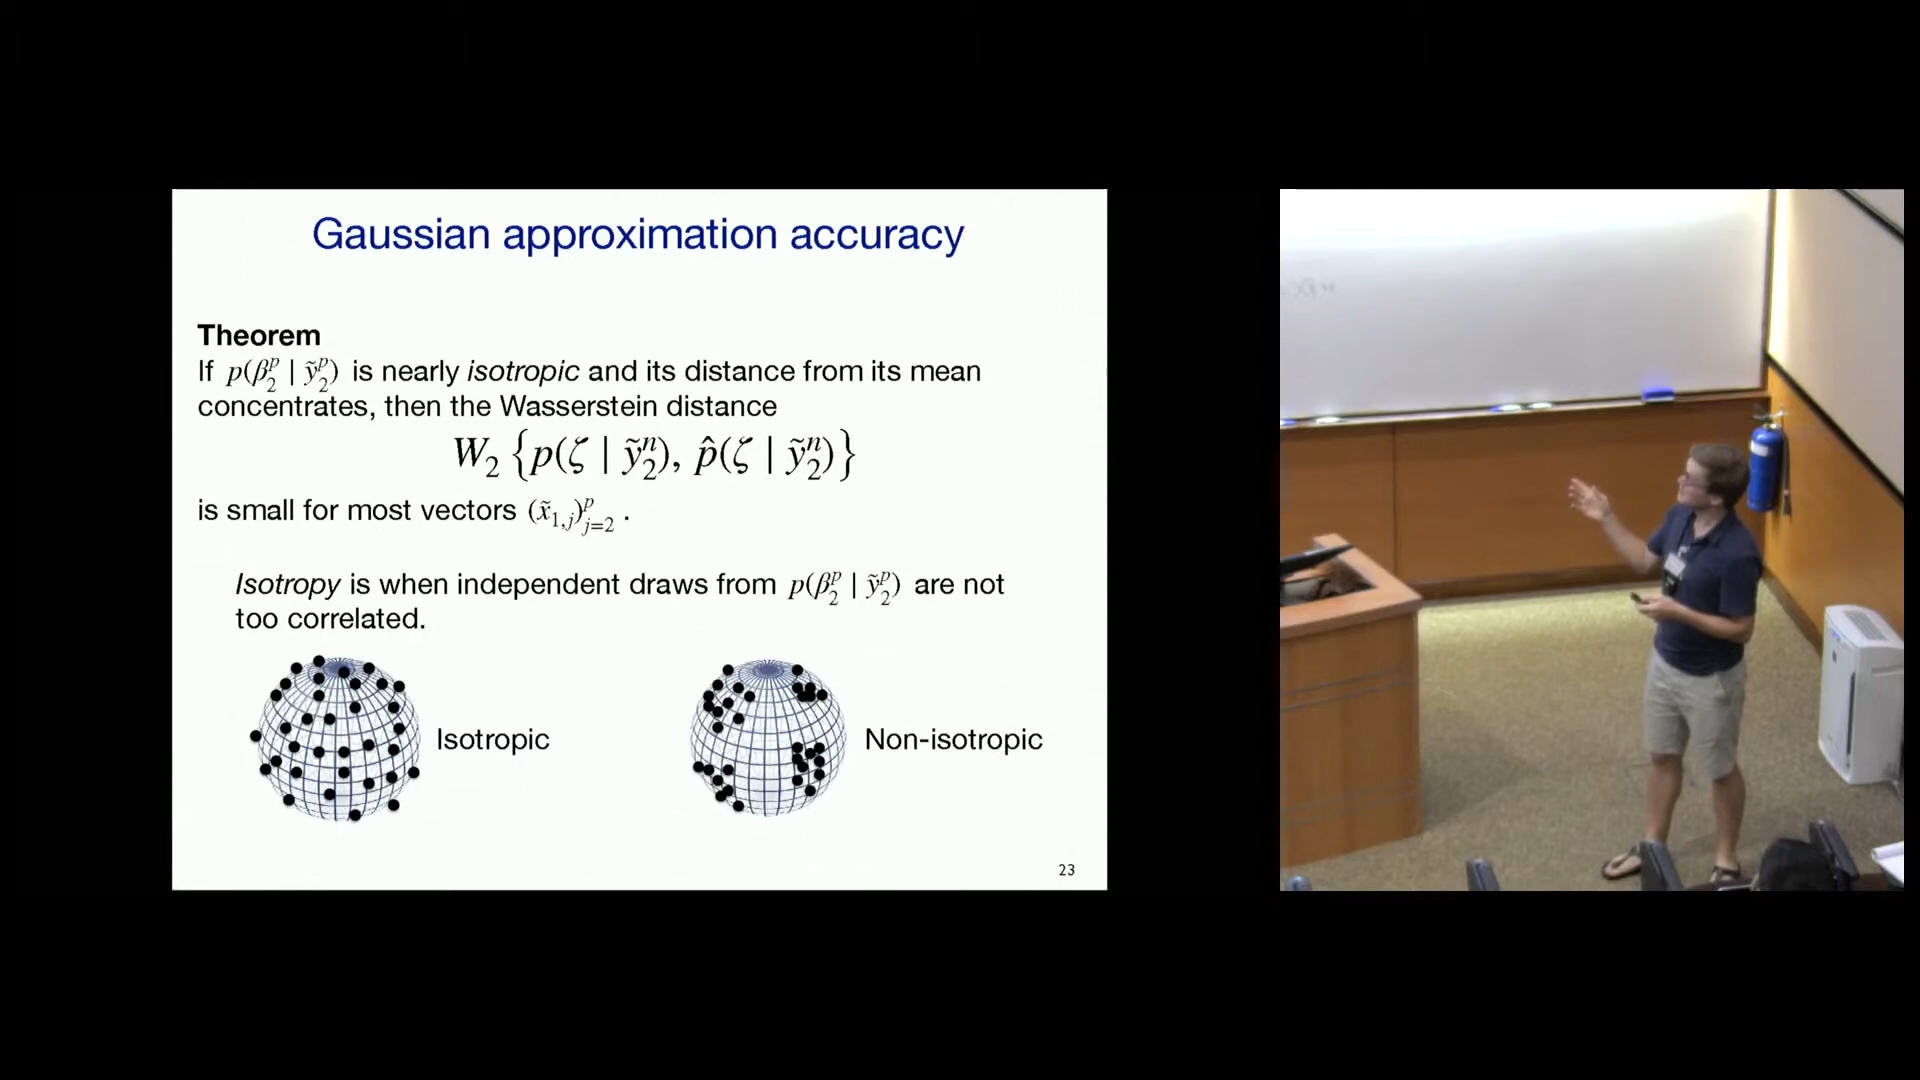 Gaussian approximation accuracy
Theorem
If p(β₂ᵖ | ỹ₂ᵖ) is nearly isotropic and its distance from its mean
concentrates, then the Wasserstein distance
W₂ {p(ζ | ỹ₂ⁿ), p̂(ζ | ỹ₂ⁿ)}
is small for most vectors (x̃₁,ⱼ)ᵖⱼ₌₂ .
Isotropy is when independent draws from p(β₂ᵖ | ỹ₂ᵖ) are not
too correlated.
Isotropic
Non-isotropic
23